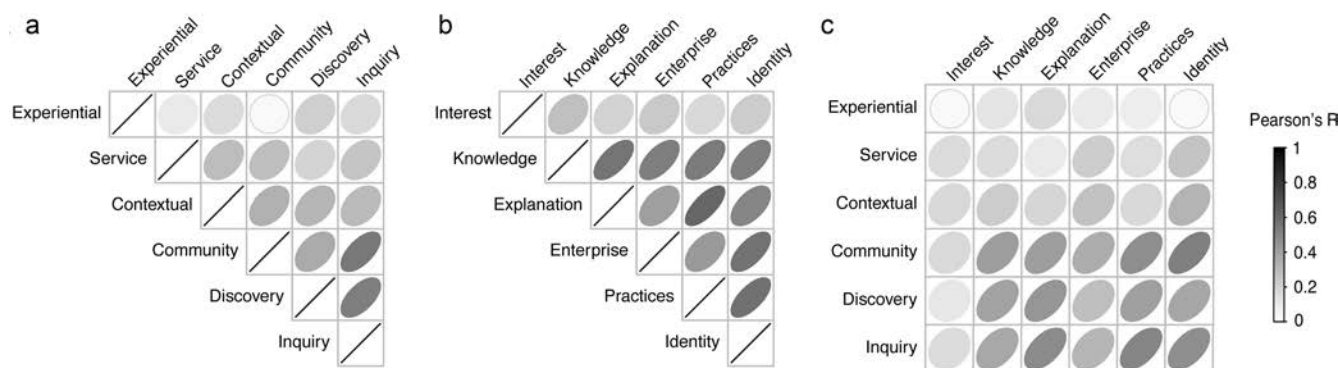 a
Experiential
Service
Contextual
Community
Discovery
Inquiry
Experiential
Service
Contextual
Community
Discovery
Inquiry
b
Interest
Knowledge
Explanation
Enterprise
Practices
Identity
Interest
Knowledge
Explanation
Enterprise
Practices
Identity
c
Interest
Knowledge
Explanation
Enterprise
Practices
Identity
Experiential
Service
Contextual
Community
Discovery
Inquiry
Pearson's R
1
0.8
0.6
0.4
0.2
0